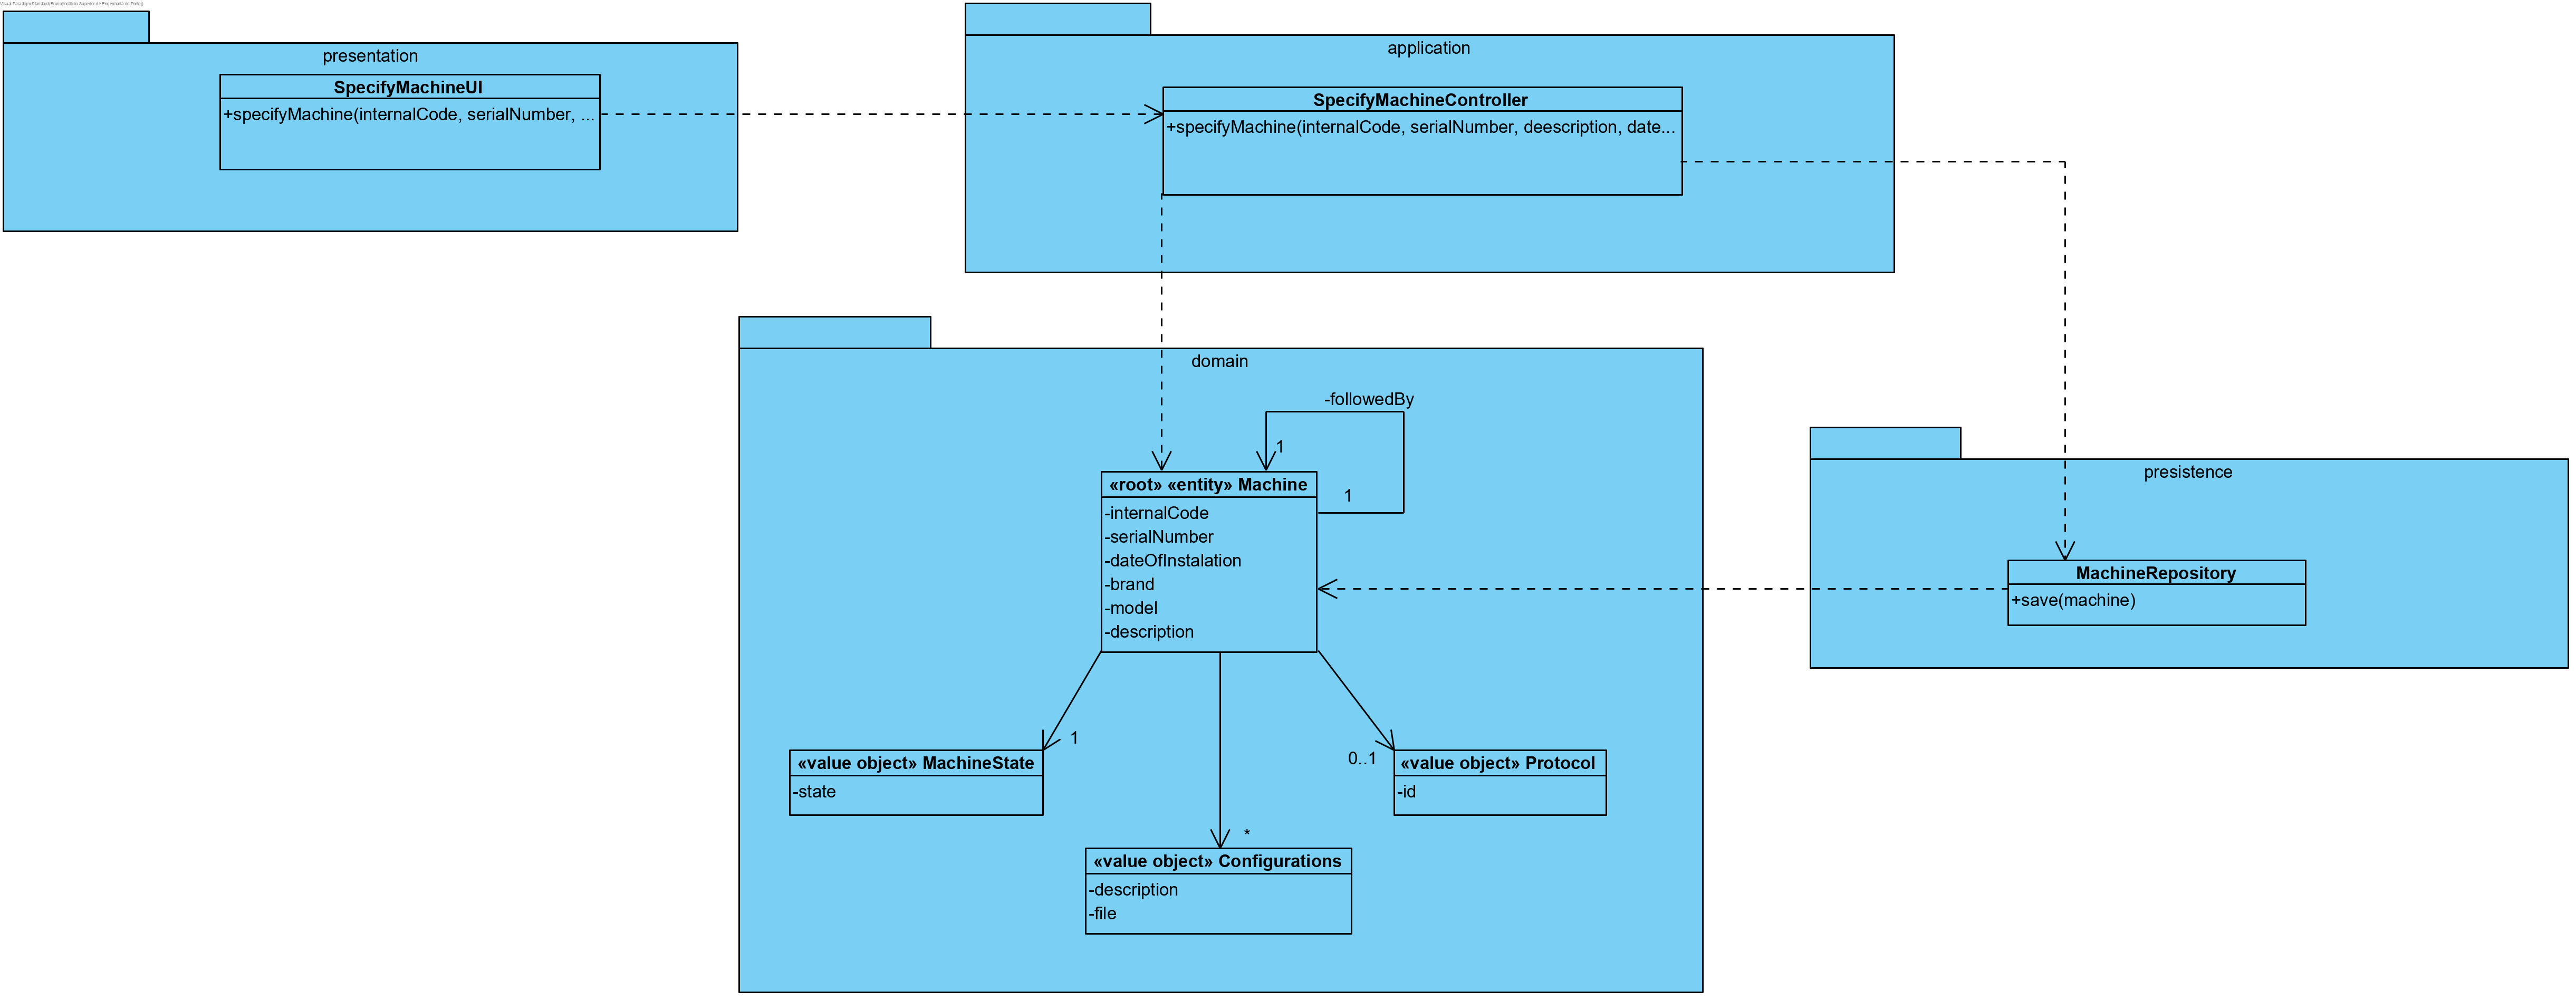 Visual Paradigm Standard(Bruno(Instituto Superior de Engenharia do Porto))
presentation
SpecifyMachineUI
+specifyMachine(internalCode, serialNumber, ...
application
SpecifyMachineController
+specifyMachine(internalCode, serialNumber, deescription, date...
domain
-followedBy
1
1
«root» «entity» Machine
-internalCode
-serialNumber
-dateOfInstalation
-brand
-model
-description
presistence
MachineRepository
+save(machine)
1
0..1
«value object» MachineState
-state
«value object» Protocol
-id
*
«value object» Configurations
-description
-file